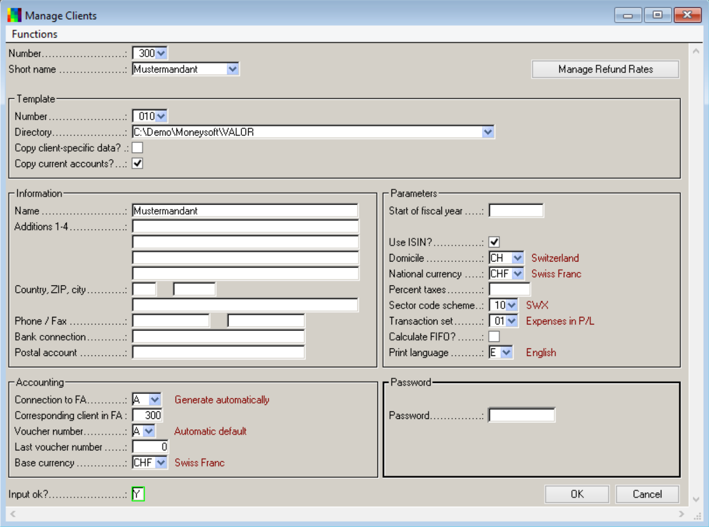 Manage Clients
Functions
Number....................: 300
Short name ................: Mustermandant
Manage Refund Rates
Template
Number....................: 010
Directory..................: C:\Demo\Moneysoft\VALOR
Copy client-specific data? .:
Copy current accounts?...:
Information
Name ....................: Mustermandant
Additions 1-4..............:
Country, ZIP, city ..........:
Phone / Fax ..............:
Bank connection...........:
Postal account ............:
Parameters
Start of fiscal year .....:
Use ISIN?.............:
Domicile ..............: CH Switzerland
National currency .....: CHF Swiss Franc
Percent taxes .........:
Sector code scheme..: 10 SWX
Transaction set .......: 01 Expenses in P/L
Calculate FIFO? ........:
Print language ........: E English
Accounting
Connection to FA..........: A Generate automatically
Corresponding client in FA : 300
Voucher number...........: A Automatic default
Last voucher number .....: 0
Base currency ............: CHF Swiss Franc
Password
Password.............:
Input ok?..................: Y
OK
Cancel